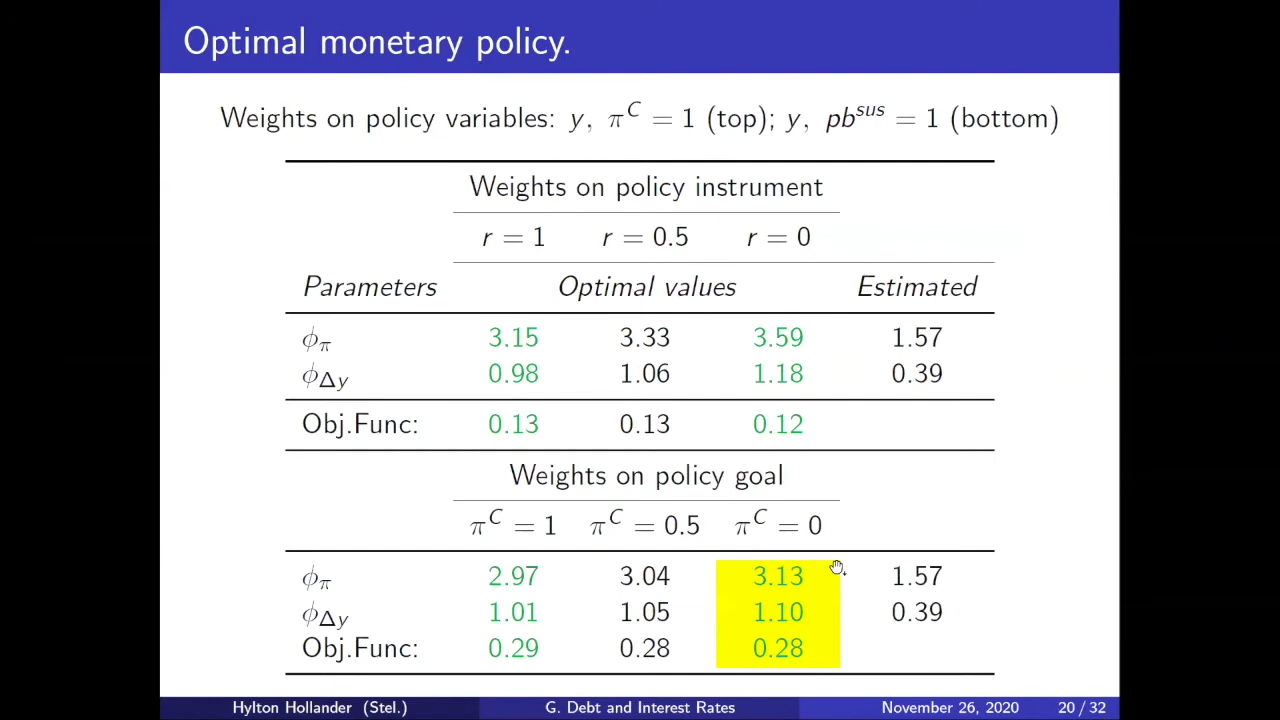 Optimal monetary policy.
Weights on policy variables: y, π^C = 1 (top); y, pb^sus = 1 (bottom)
Weights on policy instrument
r = 1 r = 0.5 r = 0
Parameters Optimal values Estimated
ϕ_π 3.15 3.33 3.59 1.57
ϕ_Δy 0.98 1.06 1.18 0.39
Obj.Func: 0.13 0.13 0.12
Weights on policy goal
π^C = 1 π^C = 0.5 π^C = 0
ϕ_π 2.97 3.04 3.13 1.57
ϕ_Δy 1.01 1.05 1.10 0.39
Obj.Func: 0.29 0.28 0.28
Hylton Hollander (Stel.) G. Debt and Interest Rates November 26, 2020 20 / 32